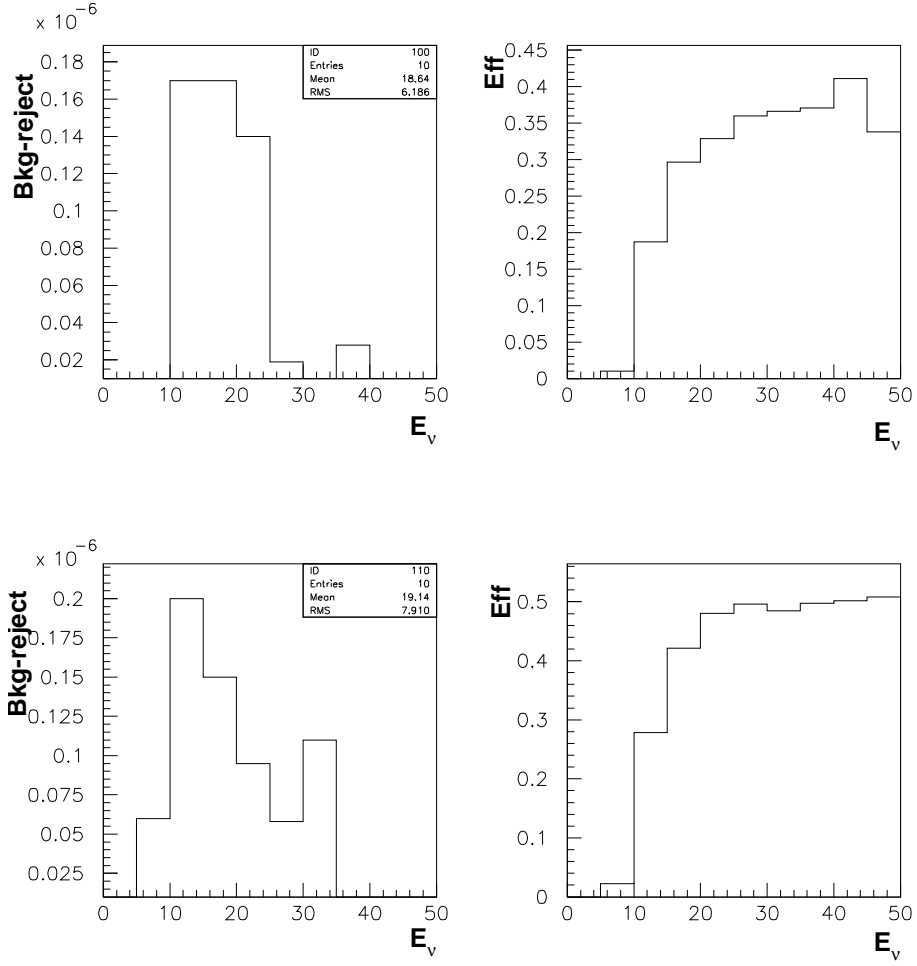 x 10-6
Bkg-reject
0.18
0.16
0.14
0.12
0.1
0.08
0.06
0.04
0.02
0 10 20 30 40 50
Eν
ID 100
Entries 10
Mean 18.64
RMS 6.186
Eff
0.45
0.4
0.35
0.3
0.25
0.2
0.15
0.1
0.05
0
0 10 20 30 40 50
Eν
x 10-6
Bkg-reject
0.2
0.175
0.15
0.125
0.1
0.075
0.05
0.025
0 10 20 30 40 50
Eν
ID 110
Entries 10
Mean 19.14
RMS 7.910
Eff
0.5
0.4
0.3
0.2
0.1
0
0 10 20 30 40 50
Eν